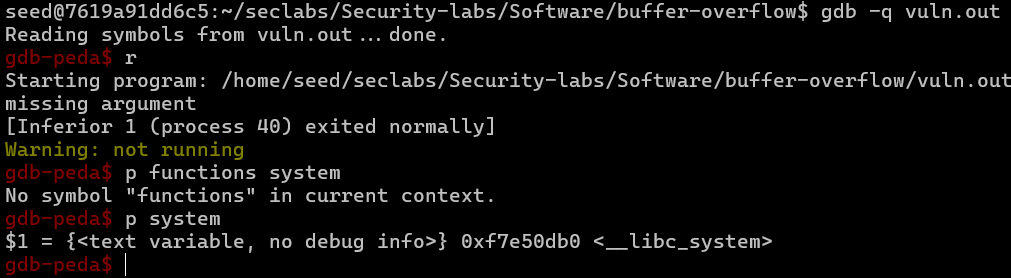 seed@7619a91dd6c5:~/seclabs/Security-labs/Software/buffer-overflow$ gdb -q vuln.out
Reading symbols from vuln.out...done.
gdb-peda$ r
Starting program: /home/seed/seclabs/Security-labs/Software/buffer-overflow/vuln.out
missing argument
[Inferior 1 (process 40) exited normally]
Warning: not running
gdb-peda$ p functions system
No symbol "functions" in current context.
gdb-peda$ p system
$1 = {<text variable, no debug info>} 0xf7e50db0 <__libc_system>
gdb-peda$